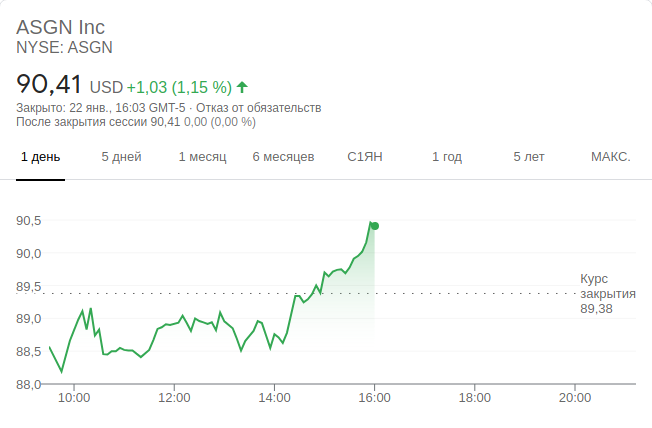 ASGN Inc
NYSE: ASGN
90,41 USD +1,03 (1,15 %)
Закрыто: 22 янв., 16:03 GMT-5 · Отказ от обязательств
После закрытия сессии 90,41 0,00 (0,00 %)
1 день 5 дней 1 месяц 6 месяцев С1ЯН 1 год 5 лет МАКС.
90,5
90,0
89,5
89,0
88,5
88,0
Курс
закрытия
89,38
10:00 12:00 14:00 16:00 18:00 20:00